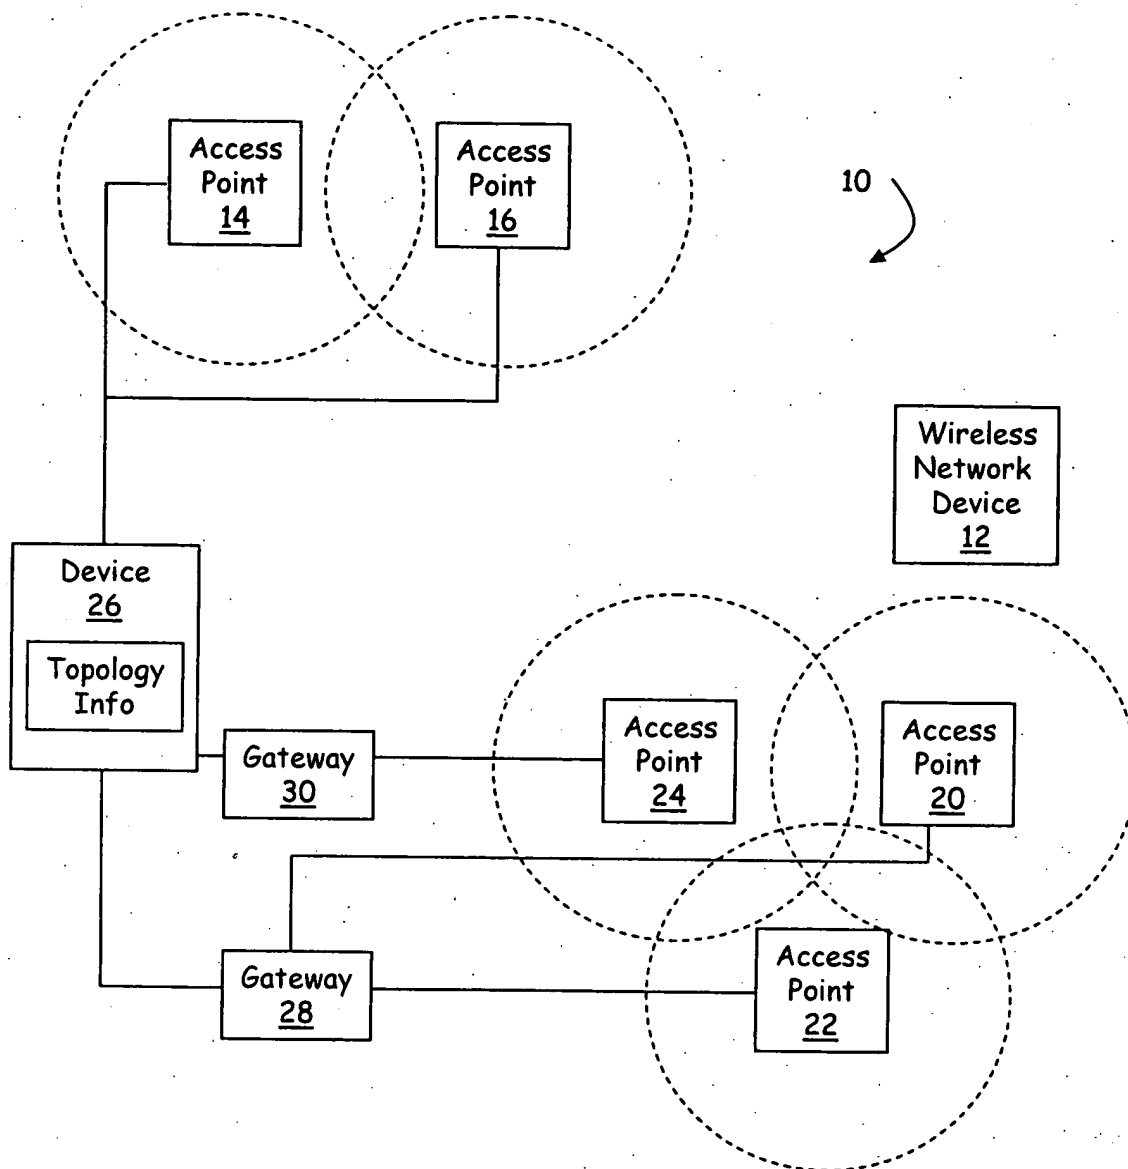 Access
Point
14
Access
Point
16
10
Wireless
Network
Device
12
Device
26
Topology
Info
Gateway
30
Access
Point
24
Access
Point
20
Gateway
28
Access
Point
22